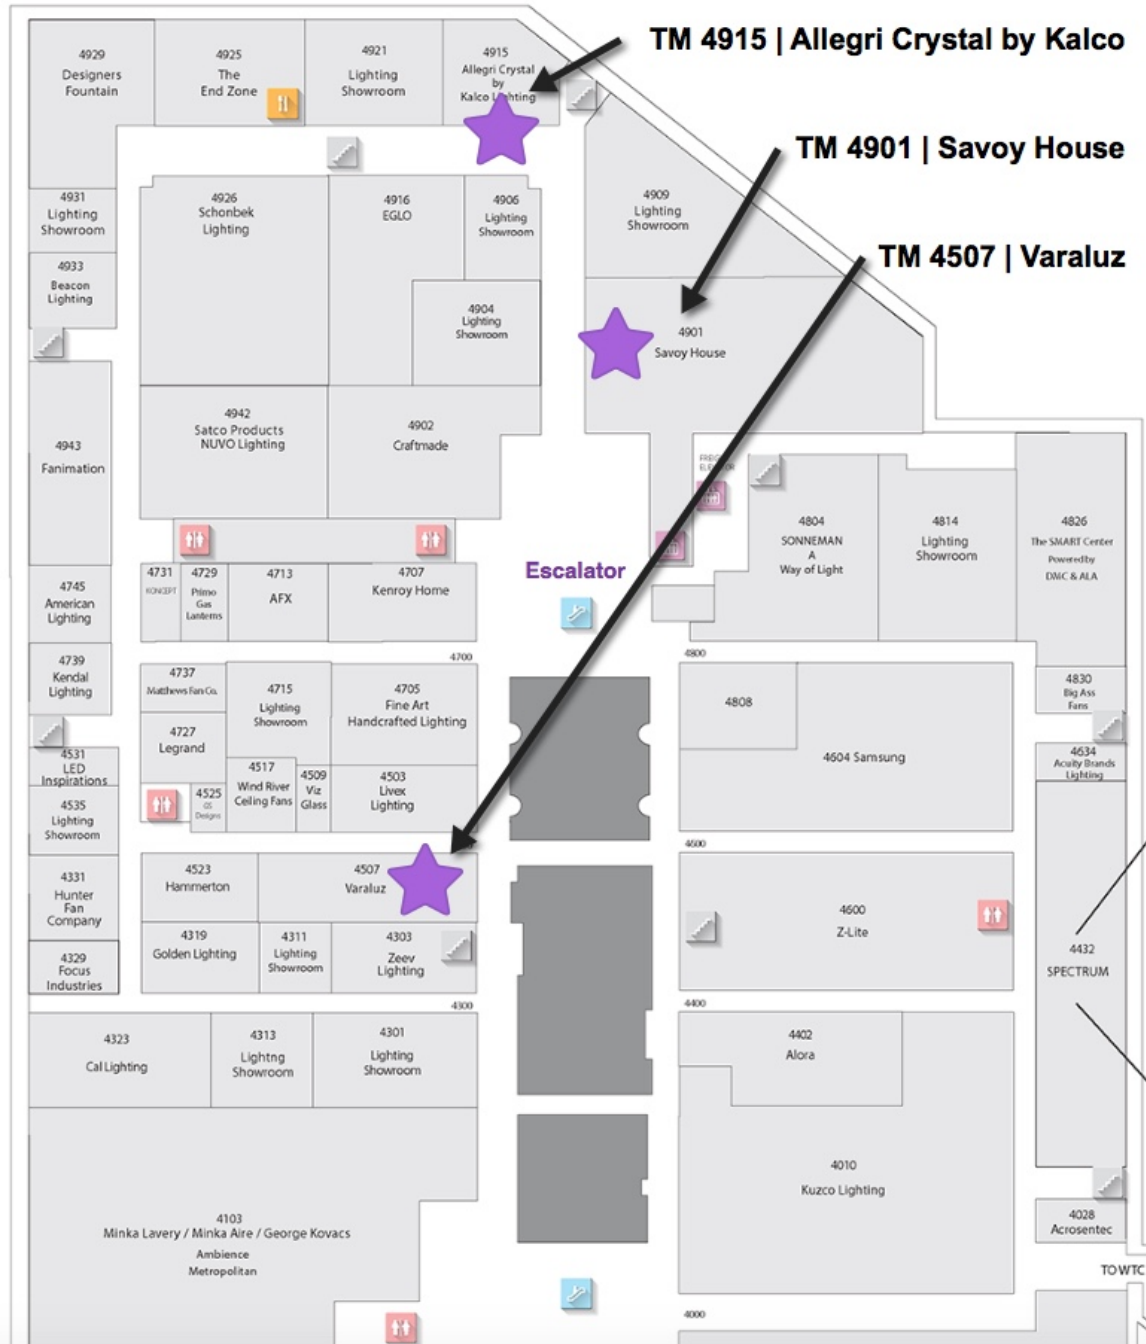 TM 4915 | Allegri Crystal by Kalco
TM 4901 | Savoy House
TM 4507 | Varaluz
4929
Designers
Fountain
4925
The
End Zone
4921
Lighting
Showroom
4915
Allegri Crystal
by
Kalco Lighting
4931
Lighting
Showroom
4933
Beacon
Lighting
4926
Schonbek
Lighting
4916
EGLO
4906
Lighting
Showroom
4904
Lighting
Showroom
4909
Lighting
Showroom
4901
Savoy House
4943
Fanimation
4942
Satco Products
NUVO Lighting
4902
Craftmade
4804
SONNEMAN
A
Way of Light
4814
Lighting
Showroom
4826
The SMART Center
Powered by
DMC & ALA
Escalator
4745
American
Lighting
4731
KONCEPT
4729
Primo
Gas
Lanterns
4713
AFX
4707
Kenroy Home
4700
4800
4739
Kendal
Lighting
4737
Matthews Fan Co.
4715
Lighting
Showroom
4705
Fine Art
Handcrafted Lighting
4727
Legrand
4808
4604 Samsung
4830
Big Ass
Fans
4634
Acuity Brands
Lighting
4531
LED
Inspirations
4535
Lighting
Showroom
4525
GS
Designs
4517
Wind River
Ceiling Fans
4509
Viz
Glass
4503
Livex
Lighting
4600
4331
Hunter
Fan
Company
4523
Hammerton
4507
Varaluz
4600
Z-Lite
4432
SPECTRUM
4329
Focus
Industries
4319
Golden Lighting
4311
Lighting
Showroom
4303
Zeev
Lighting
4300
4400
4323
Cal Lighting
4313
Lightng
Showroom
4301
Lighting
Showroom
4402
Alora
4010
Kuzco Lighting
4103
Minka Lavery / Minka Aire / George Kovacs
Ambience
Metropolitan
4028
Acrosentec
TO WTC
4000